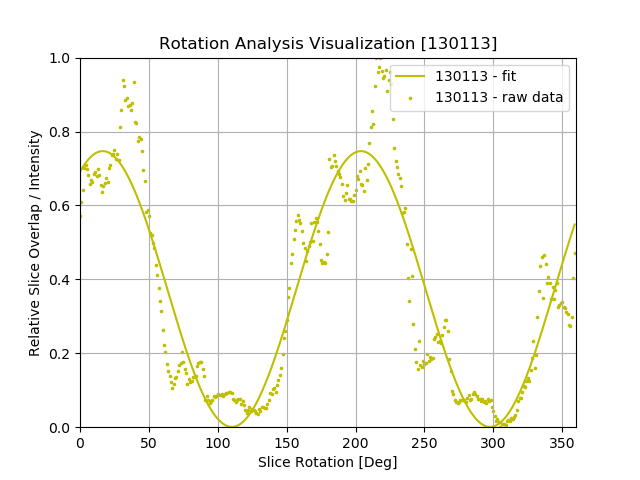 Rotation Analysis Visualization [130113]
130113 - fit
130113 - raw data
1.0
0.8
0.6
0.4
0.2
0.0
Relative Slice Overlap / Intensity
0 50 100 150 200 250 300 350
Slice Rotation [Deg]